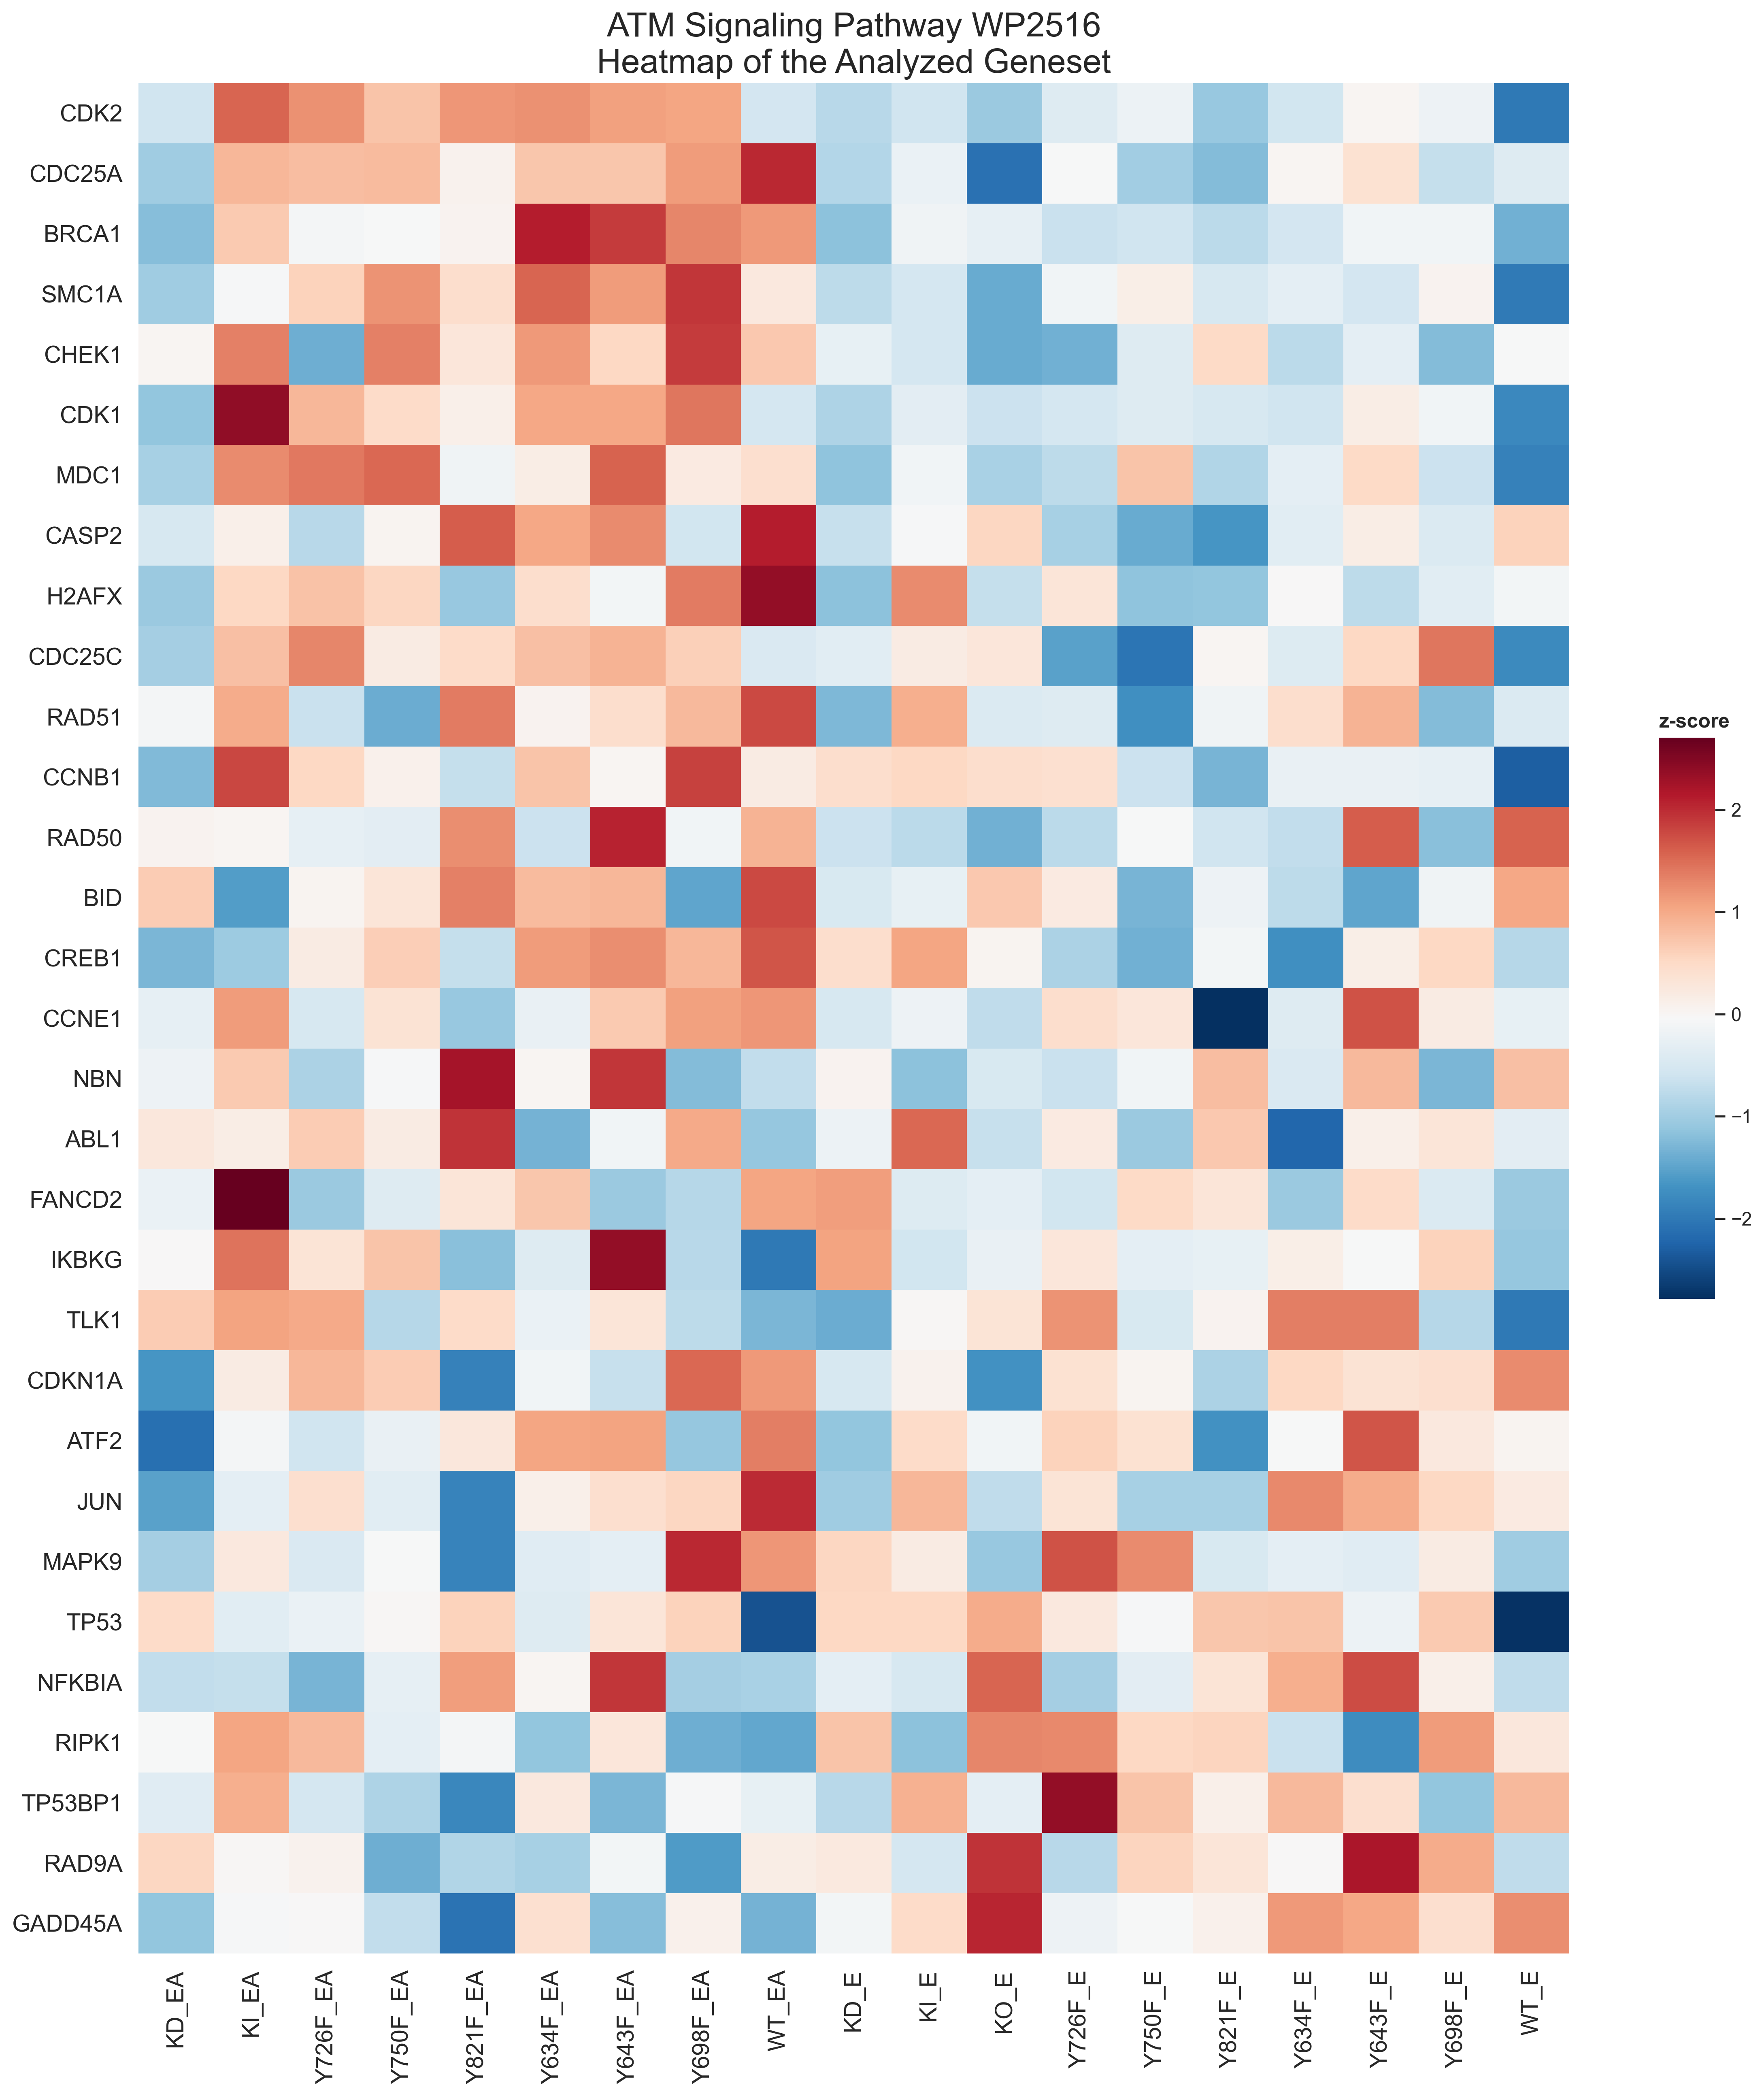 ATM Signaling Pathway WP2516
Heatmap of the Analyzed Geneset
CDK2
CDC25A
BRCA1
SMC1A
CHEK1
CDK1
MDC1
CASP2
H2AFX
CDC25C
RAD51
CCNB1
RAD50
BID
CREB1
CCNE1
NBN
ABL1
FANCD2
IKBKG
TLK1
CDKN1A
ATF2
JUN
MAPK9
TP53
NFKBIA
RIPK1
TP53BP1
RAD9A
GADD45A
KD_EA
KI_EA
Y726F_EA
Y750F_EA
Y821F_EA
Y634F_EA
Y643F_EA
Y698F_EA
WT_EA
KD_E
KI_E
KO_E
Y726F_E
Y750F_E
Y821F_E
Y634F_E
Y643F_E
Y698F_E
WT_E
z-score
2
1
0
−1
−2